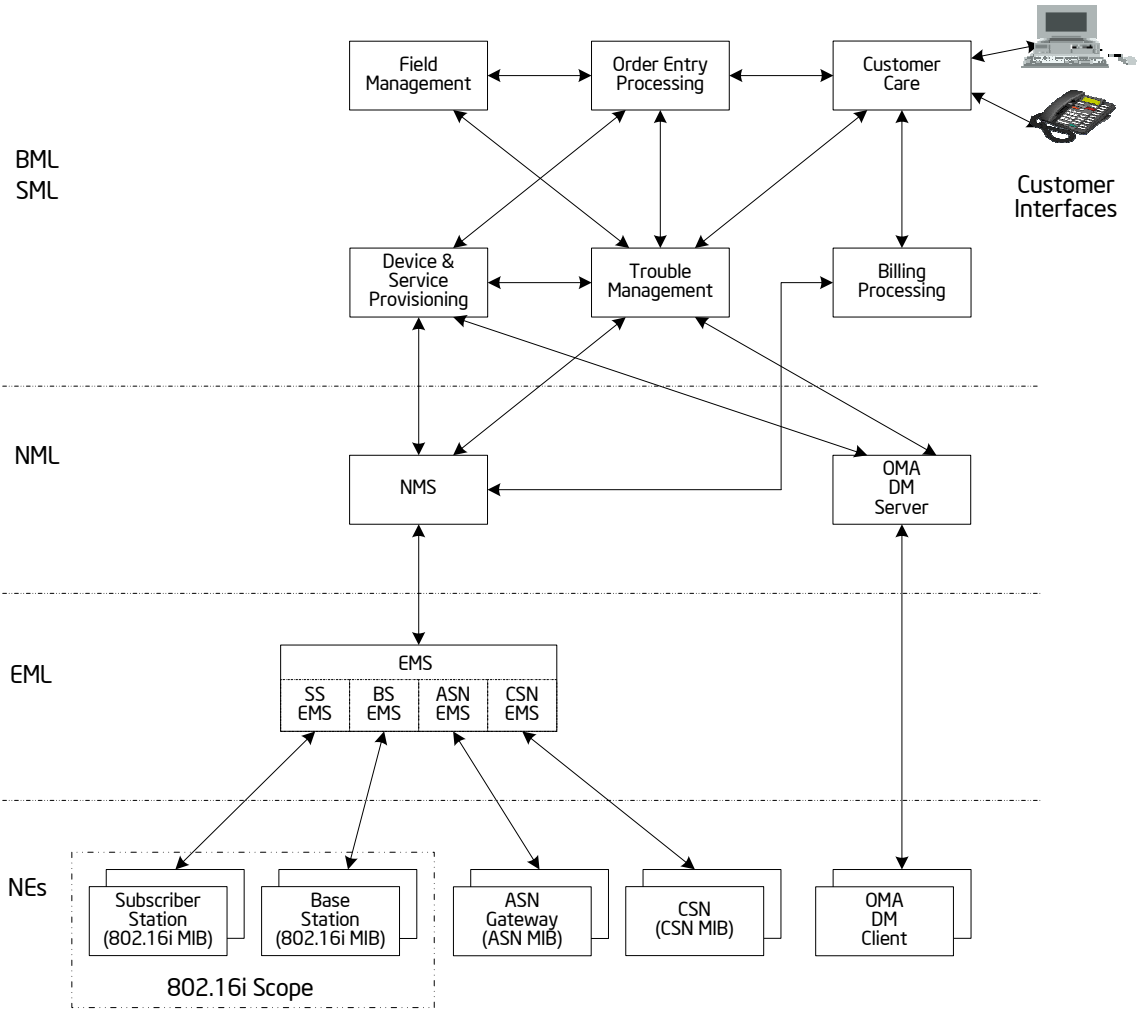 Field
Management
Order Entry
Processing
Customer
Care
BML
SML
Customer
Interfaces
Device &
Service
Provisioning
Trouble
Management
Billing
Processing
NML
NMS
OMA
DM
Server
EML
EMS
SS
EMS
BS
EMS
ASN
EMS
CSN
EMS
NEs
Subscriber
Station
(802.16i MIB)
Base
Station
(802.16i MIB)
ASN
Gateway
(ASN MIB)
CSN
(CSN MIB)
OMA
DM
Client
802.16i Scope